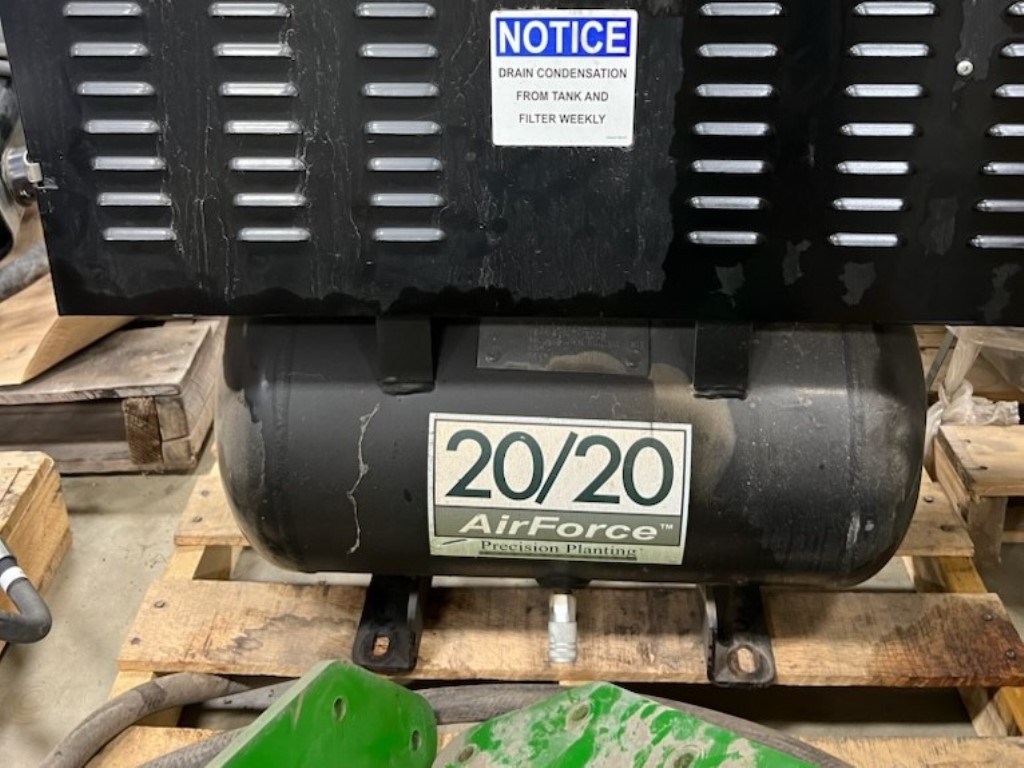 NOTICE
DRAIN CONDENSATION
FROM TANK AND
FILTER WEEKLY
20/20
AirForce™
Precision Planting